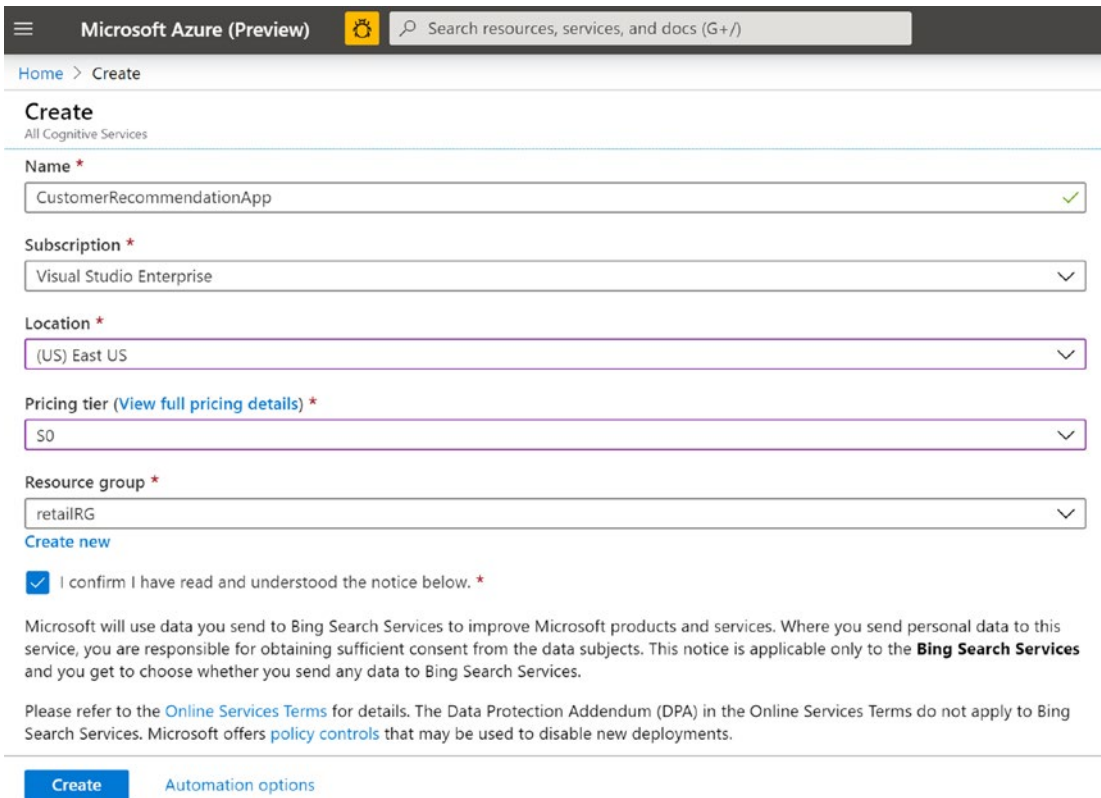 Microsoft Azure (Preview)
Search resources, services, and docs (G+/)
Home > Create
Create
All Cognitive Services
Name *
CustomerRecommendationApp
Subscription *
Visual Studio Enterprise
Location *
(US) East US
Pricing tier (View full pricing details) *
S0
Resource group *
retailRG
Create new
I confirm I have read and understood the notice below. *
Microsoft will use data you send to Bing Search Services to improve Microsoft products and services. Where you send personal data to this
service, you are responsible for obtaining sufficient consent from the data subjects. This notice is applicable only to the Bing Search Services
and you get to choose whether you send any data to Bing Search Services.
Please refer to the Online Services Terms for details. The Data Protection Addendum (DPA) in the Online Services Terms do not apply to Bing
Search Services. Microsoft offers policy controls that may be used to disable new deployments.
Create
Automation options